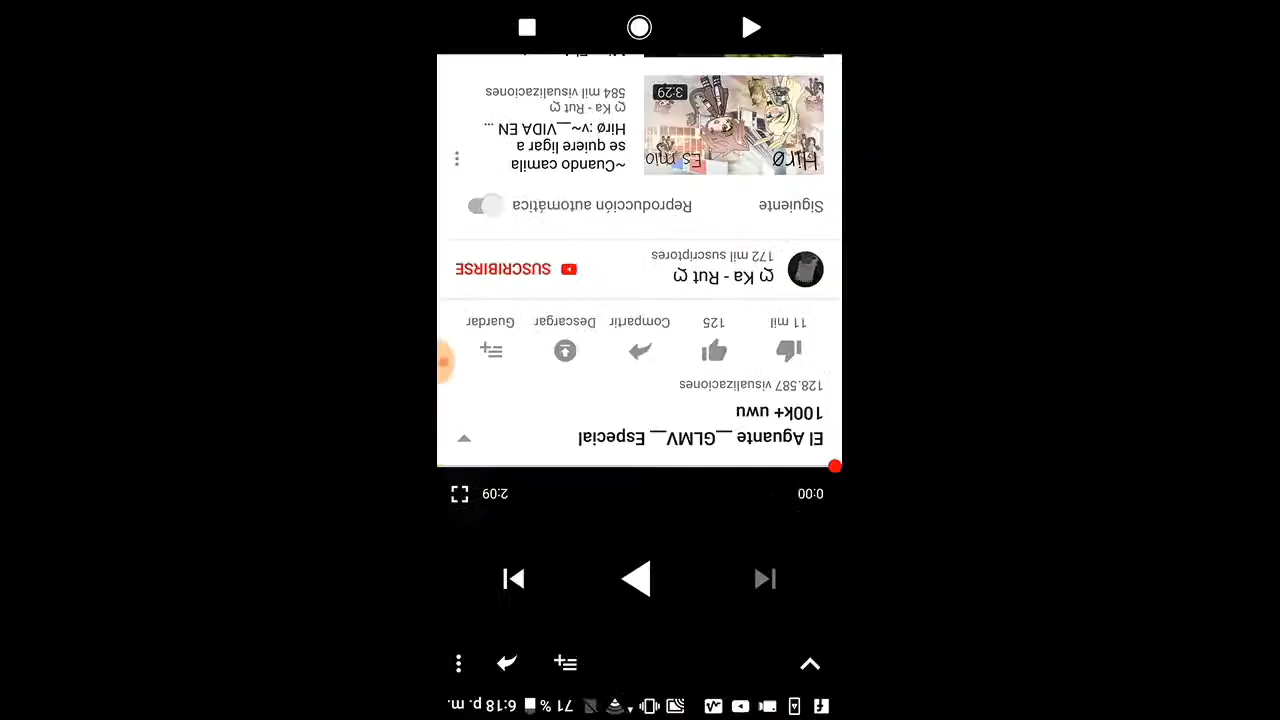 71 % 6:18 p. m.
0:00
2:09
El Aguante __GLMV__ Especial
100k+ uwu
128.587 visualizaciones
11 mil
125
Compartir
Descargar
Guardar
ღ Ka - Rut ღ
172 mil suscriptores
SUSCRIBIRSE
Siguiente
Reproducción automática
Hirø
Es mio
3:29
~Cuando camila
se quiere ligar a
Hirø :v~__VIDA EN ...
ღ Ka - Rut ღ
584 mil visualizaciones